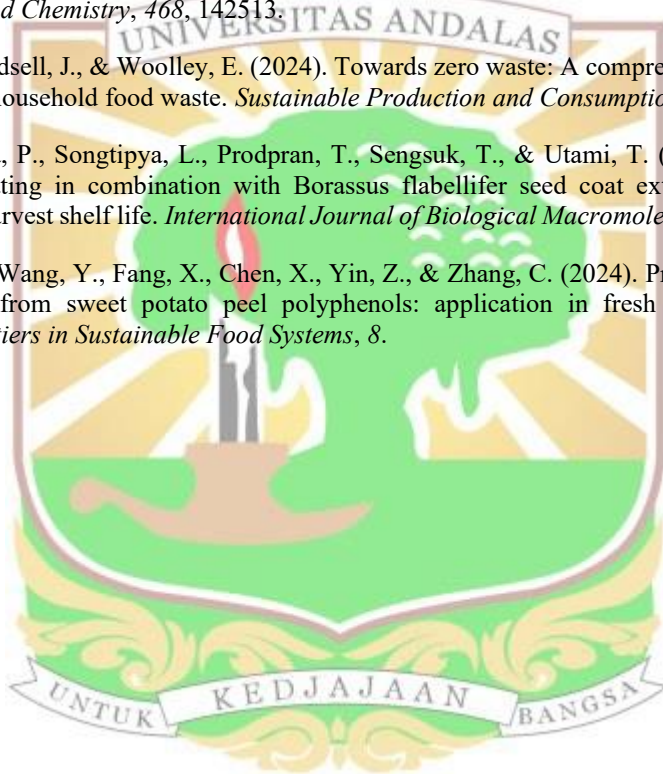 d Chemistry, 468, 142513.
UNIVERSITAS ANDALAS
dsell, J., & Woolley, E. (2024). Towards zero waste: A compre
household food waste. Sustainable Production and Consumptio
, P., Songtipya, L., Prodpran, T., Sengsuk, T., & Utami, T. (
ting in combination with Borassus flabellifer seed coat ext
arvest shelf life. International Journal of Biological Macromole
Wang, Y., Fang, X., Chen, X., Yin, Z., & Zhang, C. (2024). Pr
from sweet potato peel polyphenols: application in fresh
tiers in Sustainable Food Systems, 8.
UNTUK KEDJAJAAN BANGSA